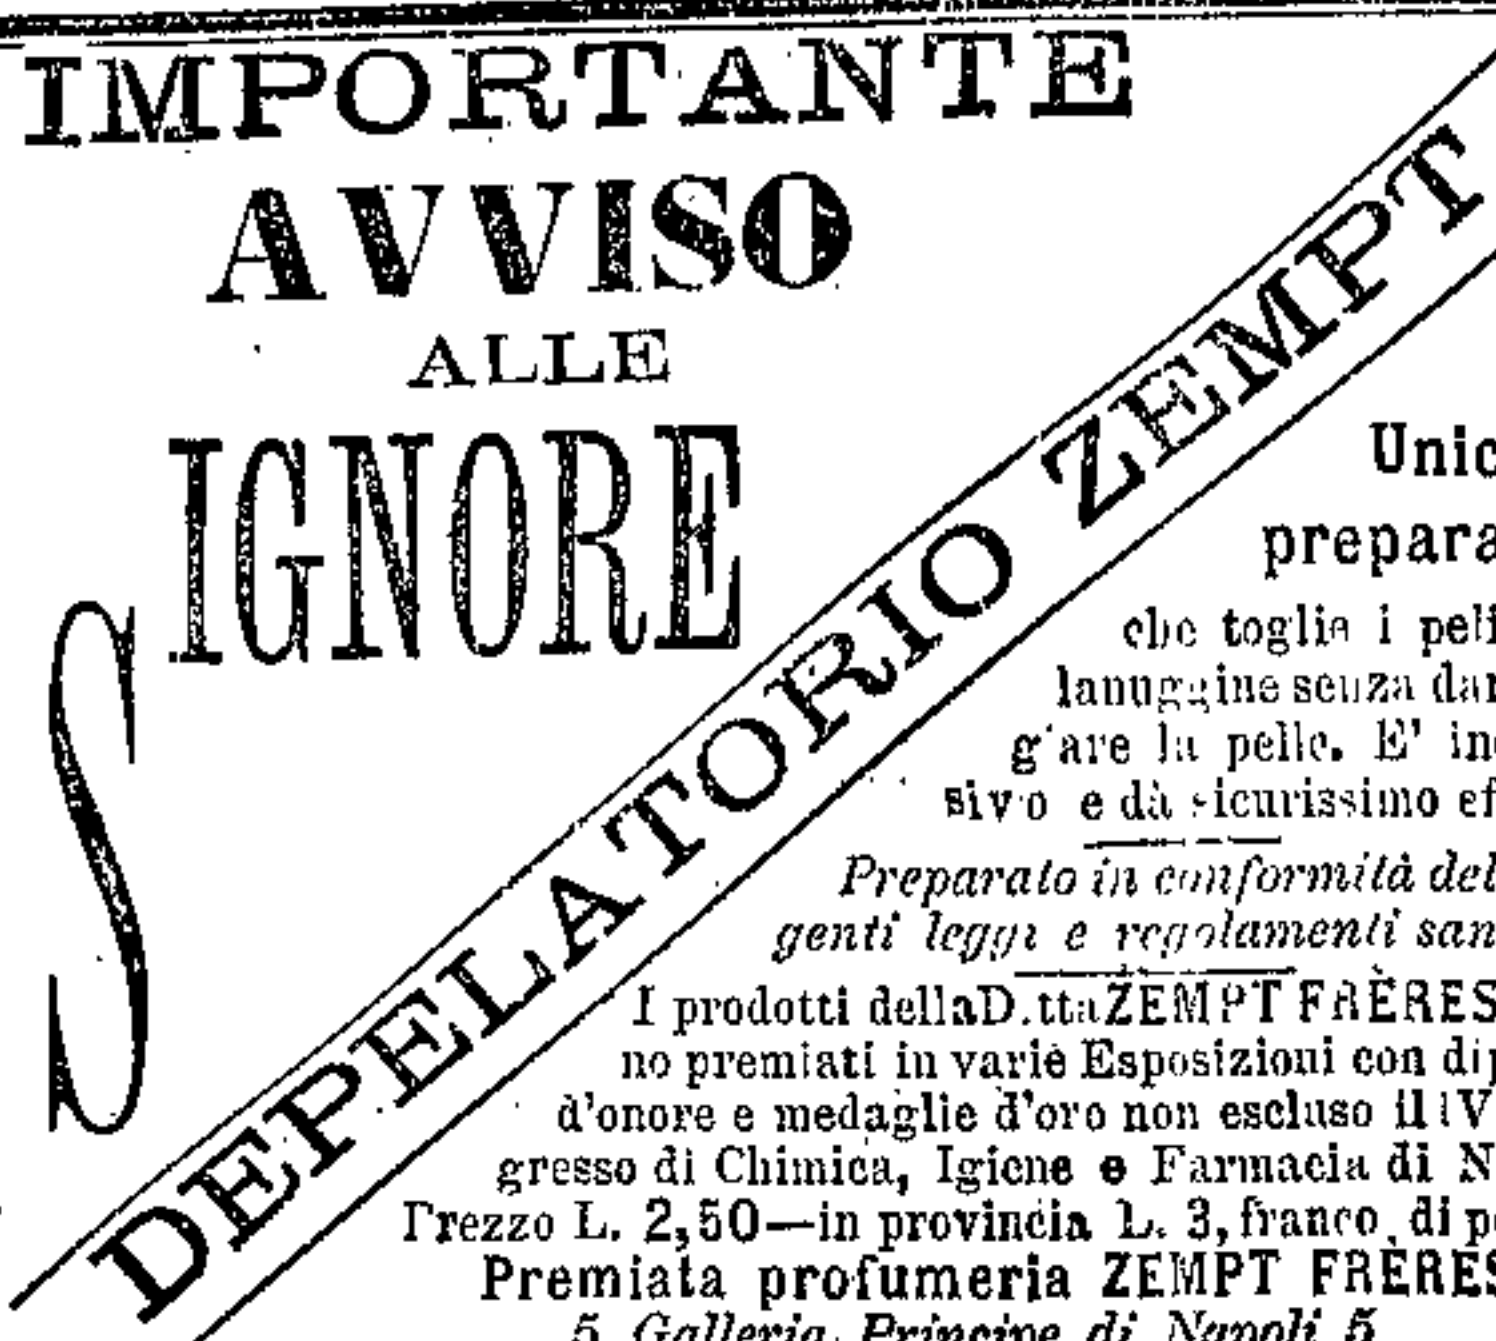 IMPORTANTE
AVVISO
ALLE
SIGNORE
DEPELATORIO ZEMPT
Unic
prepara
che toglie i peli
lanuggine senza dan
g'are la pelle. E' ino
sivo e dà sicurissimo ef
Preparato in conformità del
genti leggi e regolamenti san
I prodotti della D.tta ZEMPT FRÈRES
no premiati in varie Esposizioni con dip
d'onore e medaglie d'oro non escluso il IV
gresso di Chimica, Igiene e Farmacia di N
Prezzo L. 2,50—in provincia L. 3, franco di po
Premiata profumeria ZEMPT FRÈRES
5 Galleria Principe di Napoli 5